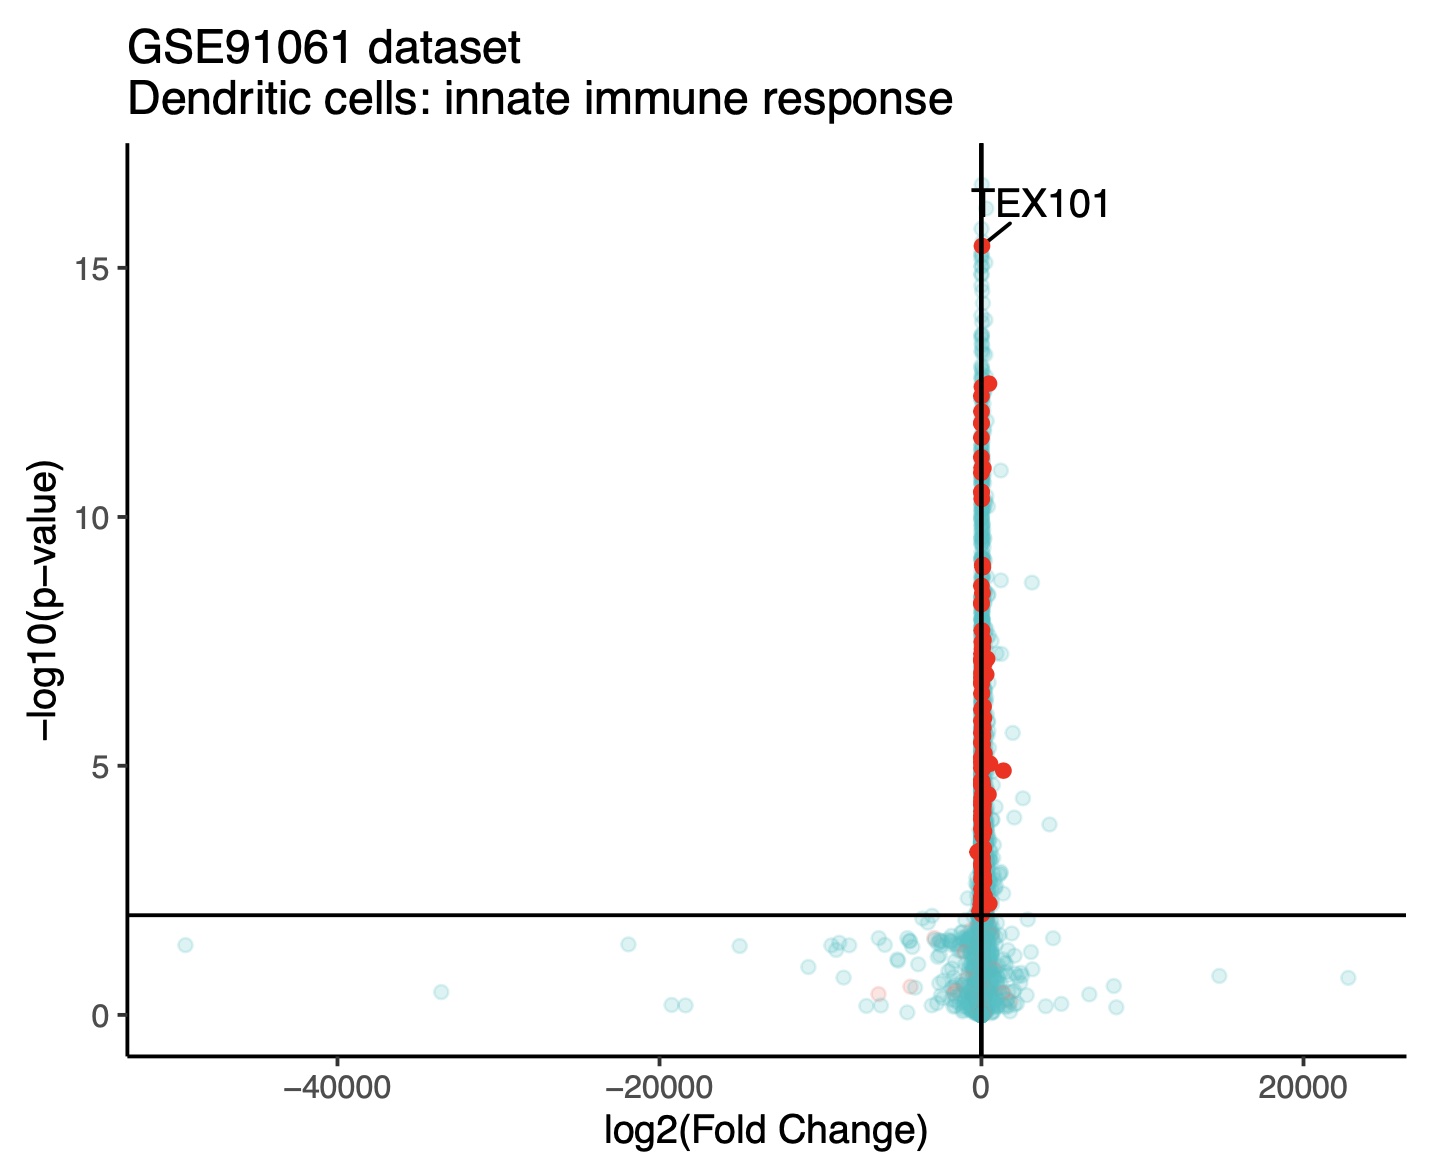 GSE91061 dataset
Dendritic cells: innate immune response
TEX101
15
10
5
0
−log10(p−value)
−40000
−20000
0
20000
log2(Fold Change)